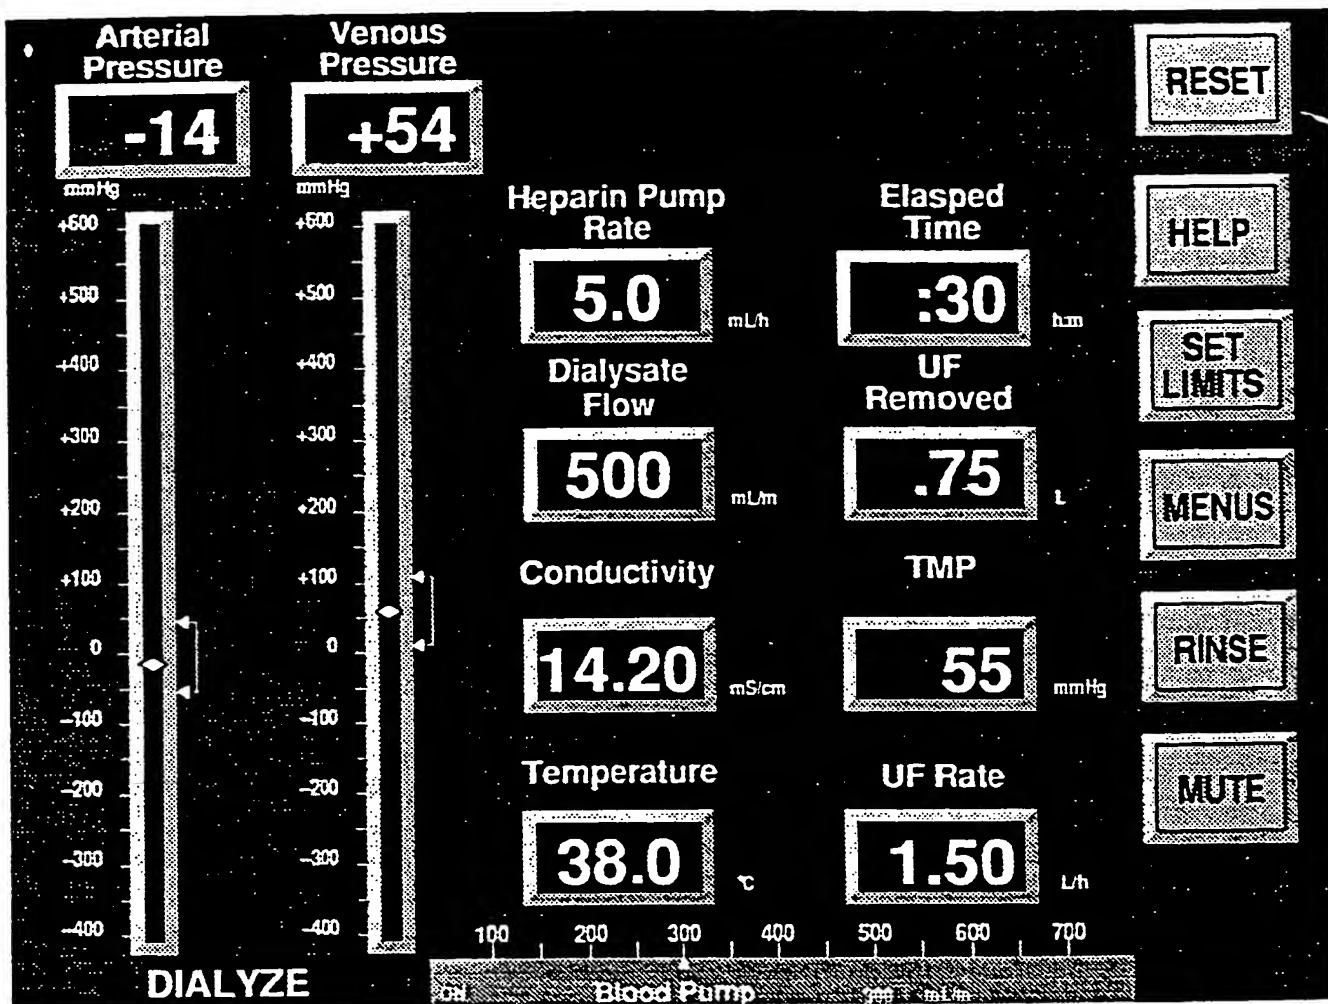 Arterial
Pressure
-14
mmHg
+600
+500
+400
+300
+200
+100
0
-100
-200
-300
-400
DIALYZE
Venous
Pressure
+54
mmHg
+600
+500
+400
+300
+200
+100
0
-100
-200
-300
-400
Heparin Pump
Rate
5.0 mL/h
Dialysate
Flow
500 mL/m
Conductivity
14.20 mS/cm
Temperature
38.0 °C
Elasped
Time
:30 h:m
UF
Removed
.75 L
TMP
55 mmHg
UF Rate
1.50 L/h
100 200 300 400 500 600 700
Blood Pump 300 mL/m
RESET
HELP
SET
LIMITS
MENUS
RINSE
MUTE